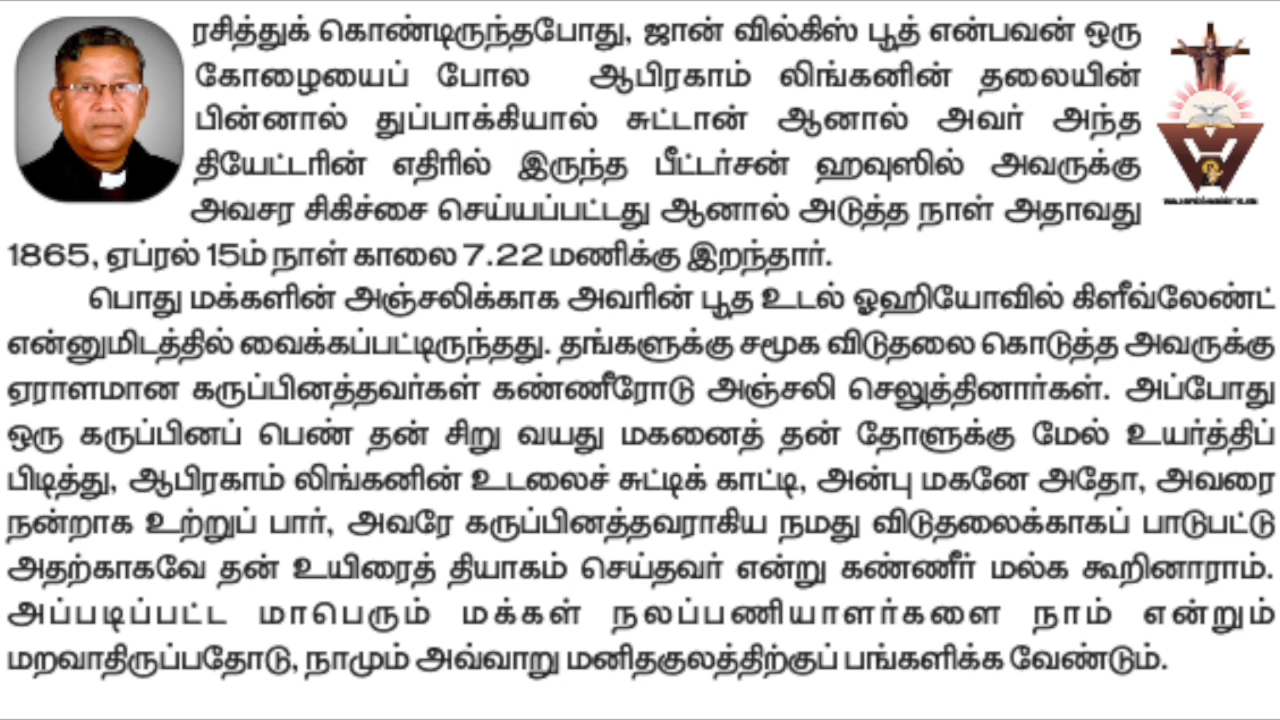 ரசித்துக் கொண்டிருந்தபோது, ஜான் வில்கிஸ் பூத் என்பவன் ஒரு
கோழையைப் போல ஆபிரகாம் லிங்கனின் தலையின்
பின்னால் துப்பாக்கியால் சுட்டான் ஆனால் அவர் அந்த
தியேட்டரின் எதிரில் இருந்த பீட்டர்சன் ஹவுஸில் அவருக்கு
அவசர சிகிச்சை செய்யப்பட்டது ஆனால் அடுத்த நாள் அதாவது
1865, ஏப்ரல் 15ம் நாள் காலை 7.22 மணிக்கு இறந்தார்.
பொது மக்களின் அஞ்சலிக்காக அவரின் பூத உடல் ஓஹியோவில் கிளீவ்லேண்ட்
என்னுமிடத்தில் வைக்கப்பட்டிருந்தது. தங்களுக்கு சமூக விடுதலை கொடுத்த அவருக்கு
ஏராளமான கருப்பினத்தவர்கள் கண்ணீரோடு அஞ்சலி செலுத்தினார்கள். அப்போது
ஒரு கருப்பினப் பெண் தன் சிறு வயது மகனைத் தன் தோளுக்கு மேல் உயர்த்திப்
பிடித்து, ஆபிரகாம் லிங்கனின் உடலைச் சுட்டிக் காட்டி, அன்பு மகனே அதோ, அவரை
நன்றாக உற்றுப் பார், அவரே கருப்பினத்தவராகிய நமது விடுதலைக்காகப் பாடுபட்டு
அதற்காகவே தன் உயிரைத் தியாகம் செய்தவர் என்று கண்ணீர் மல்க கூறினாராம்.
அப்படிப்பட்ட மாபெரும் மக்கள் நலப்பணியாளர்களை நாம் என்றும்
மறவாதிருப்பதோடு, நாமும் அவ்வாறு மனிதகுலத்திற்குப் பங்களிக்க வேண்டும்.